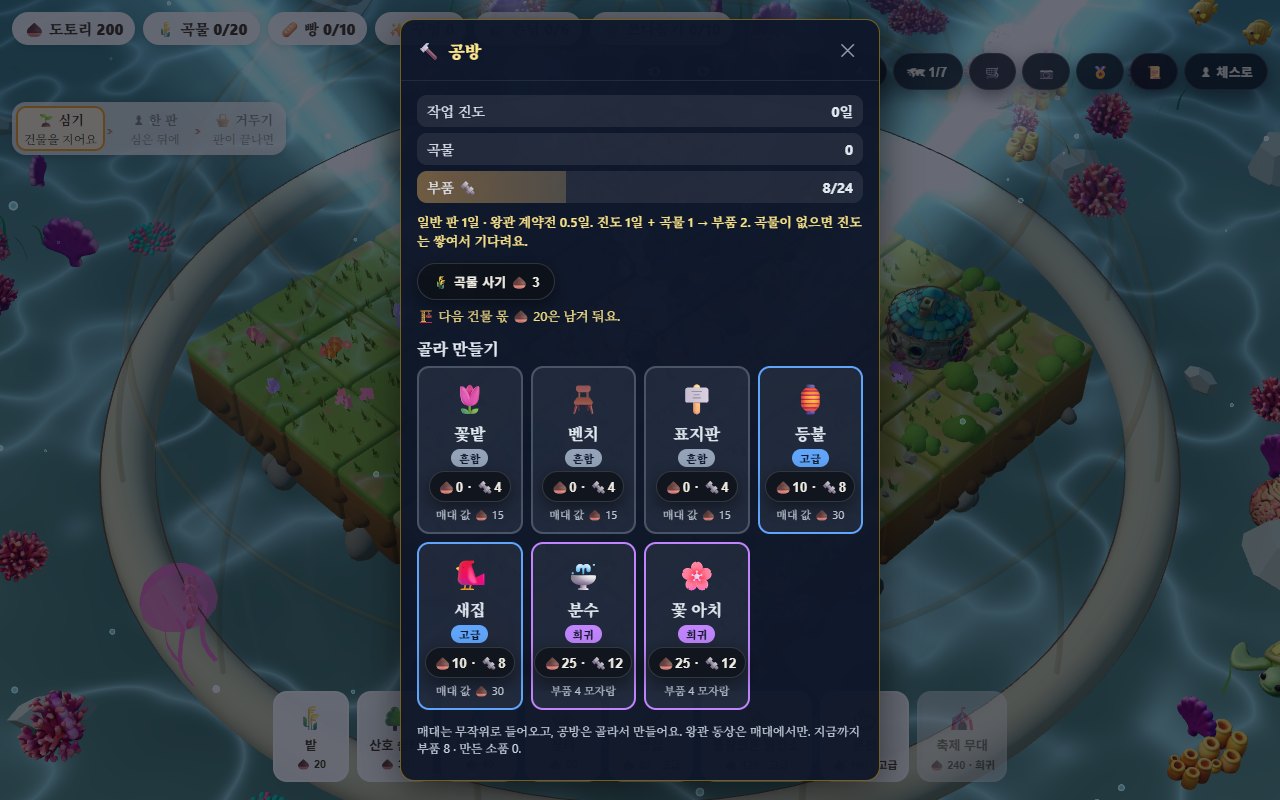 도토리 200
곡물 0/20
빵 0/10
공방
1/7
체스로
심기
건물을 지어요
한 판
심은 뒤에
거두기
판이 끝나면
작업 진도 0일
곡물 0
부품 8/24
일반 판 1일 · 왕관 계약전 0.5일. 진도 1일 + 곡물 1 → 부품 2. 곡물이 없으면 진도
는 쌓여서 기다려요.
곡물 사기 3
다음 건물 몫 20은 남겨 둬요.
골라 만들기
꽃밭
흔함
0 · 4
매대 값 15
벤치
흔함
0 · 4
매대 값 15
표지판
흔함
0 · 4
매대 값 15
등불
고급
10 · 8
매대 값 30
새집
고급
10 · 8
매대 값 30
분수
희귀
25 · 12
부품 4 모자람
꽃 아치
희귀
25 · 12
부품 4 모자람
매대는 무작위로 들어오고, 공방은 골라서 만들어요. 왕관 동상은 매대에서만. 지금까지
부품 8 · 만든 소품 0.
밭
20
산호
고급
축제 무대
240 · 희귀